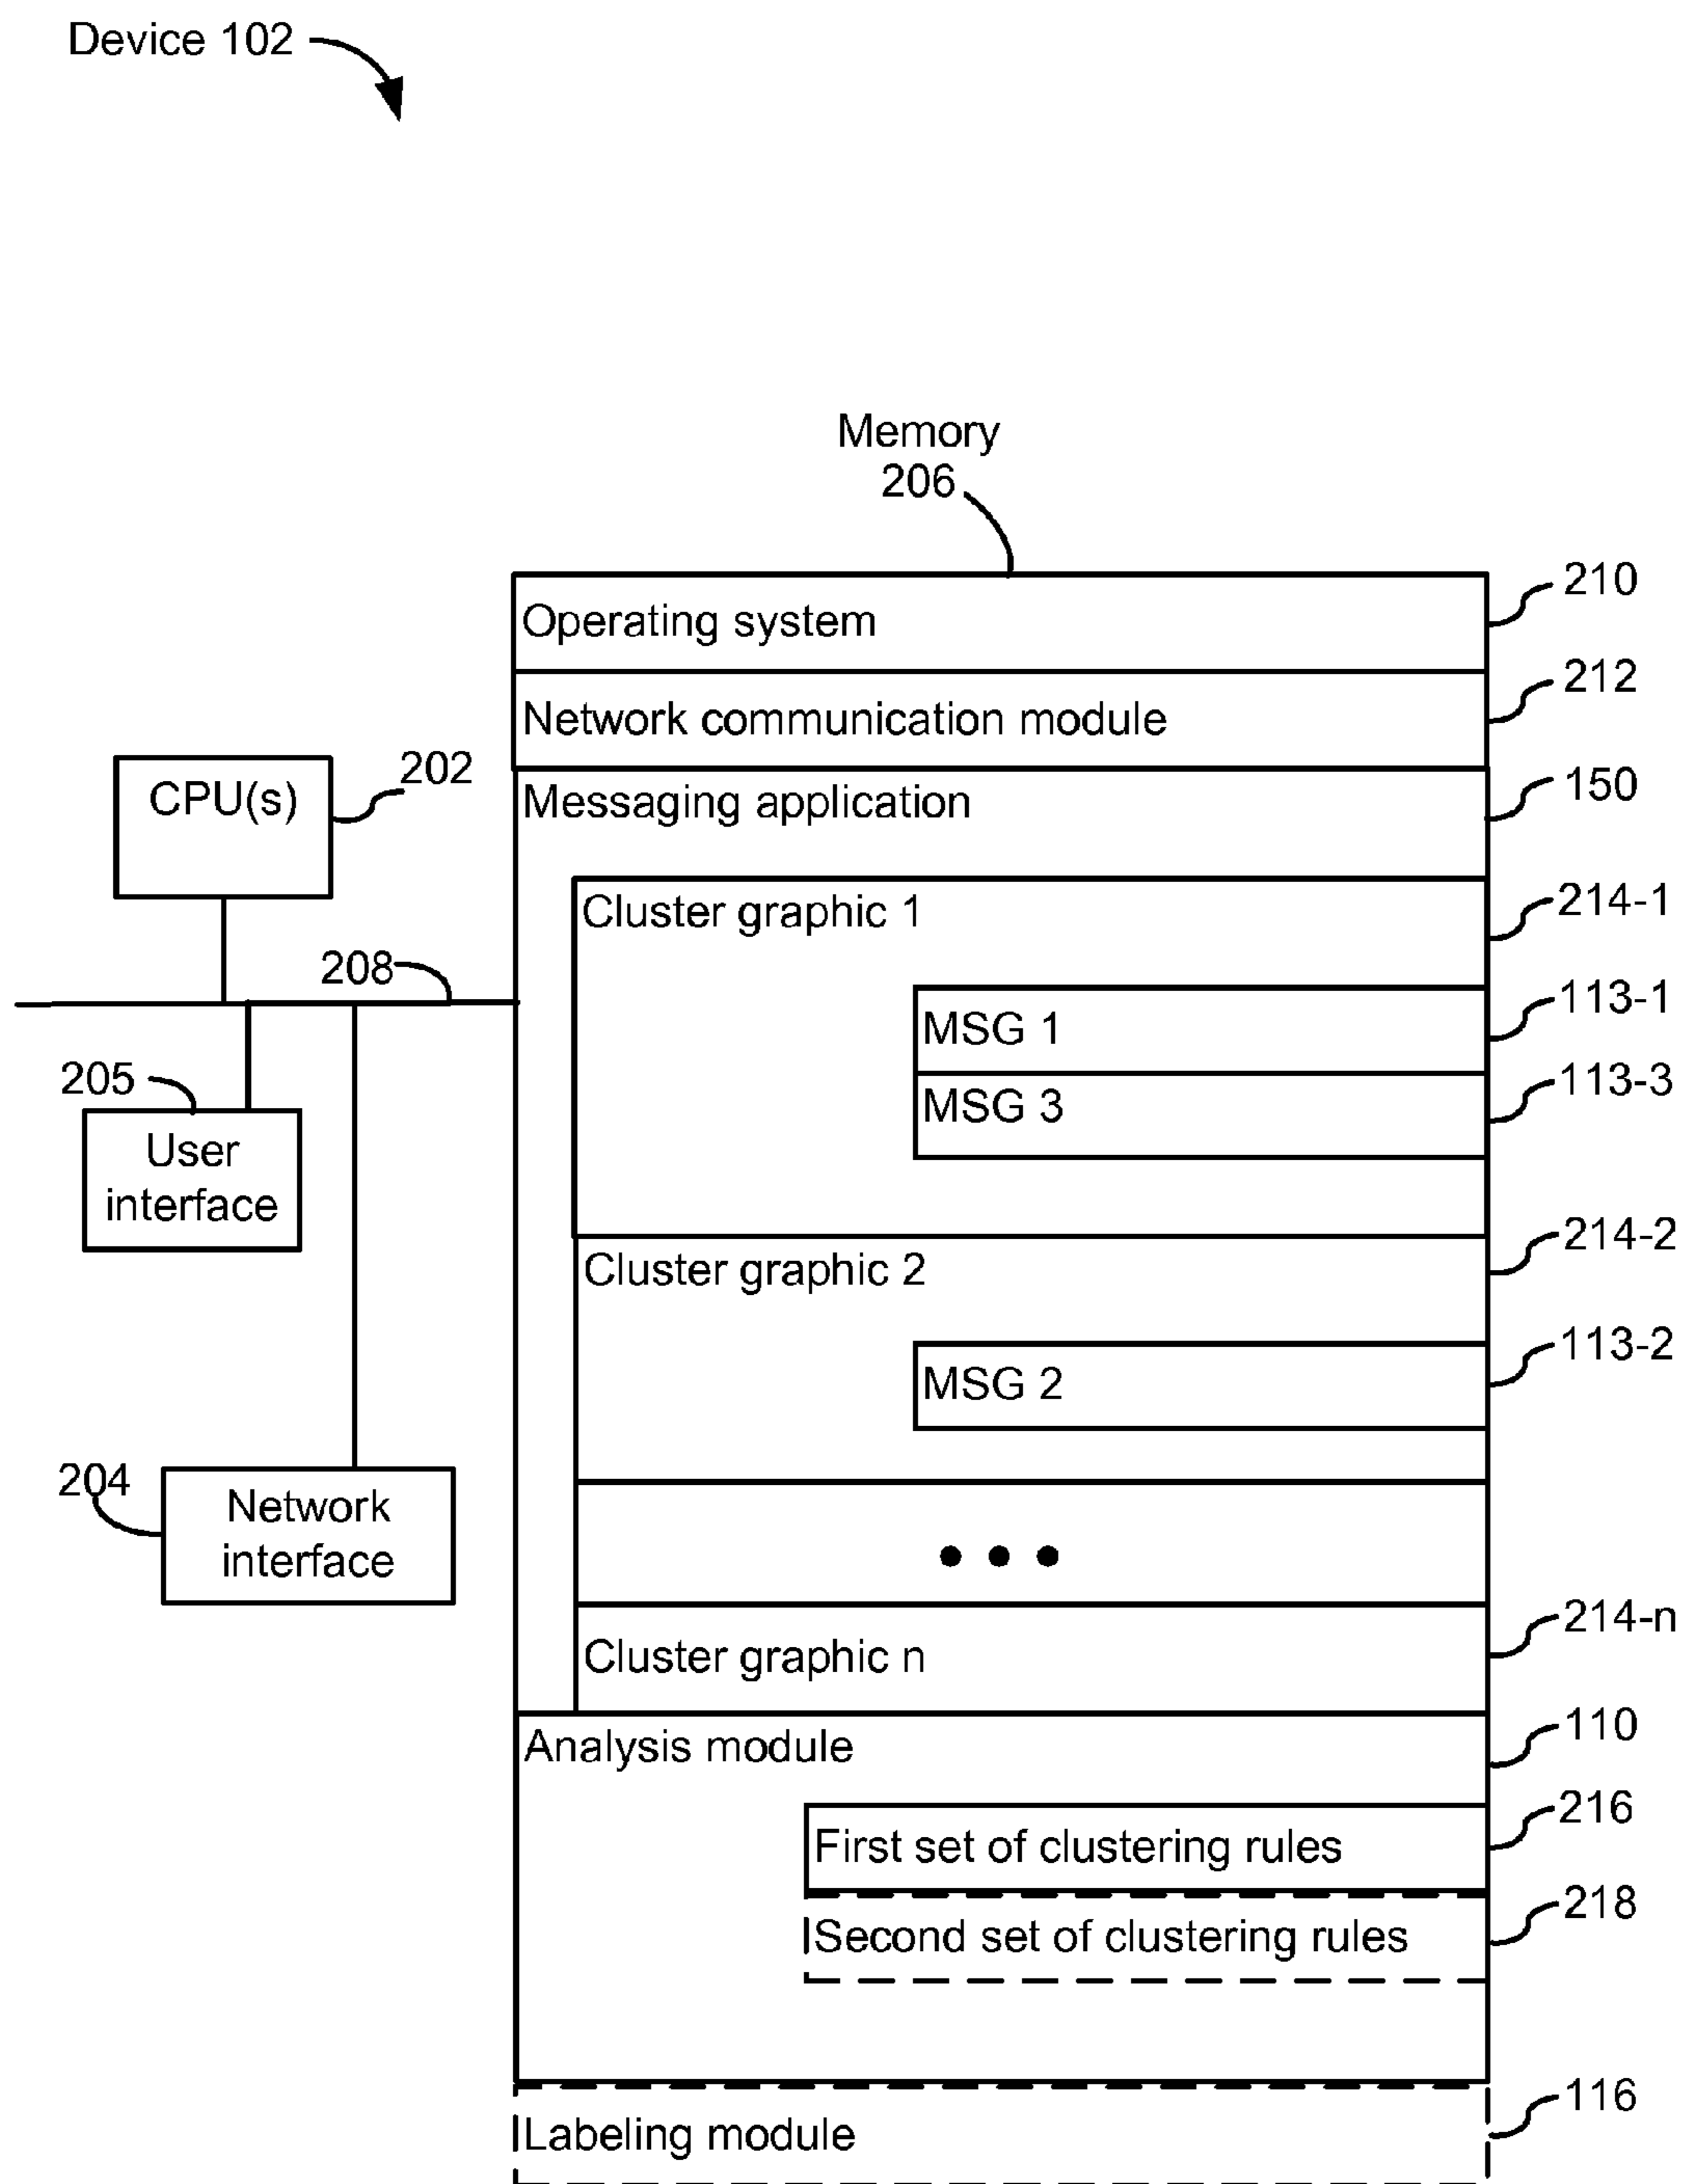 Device 102
Memory
206
210
Operating system
212
Network communication module
CPU(s)
202
150
Messaging application
214-1
Cluster graphic 1
208
113-1
MSG 1
205
113-3
MSG 3
User
interface
214-2
Cluster graphic 2
113-2
MSG 2
204
Network
interface
214-n
Cluster graphic n
110
Analysis module
216
First set of clustering rules
218
Second set of clustering rules
116
Labeling module